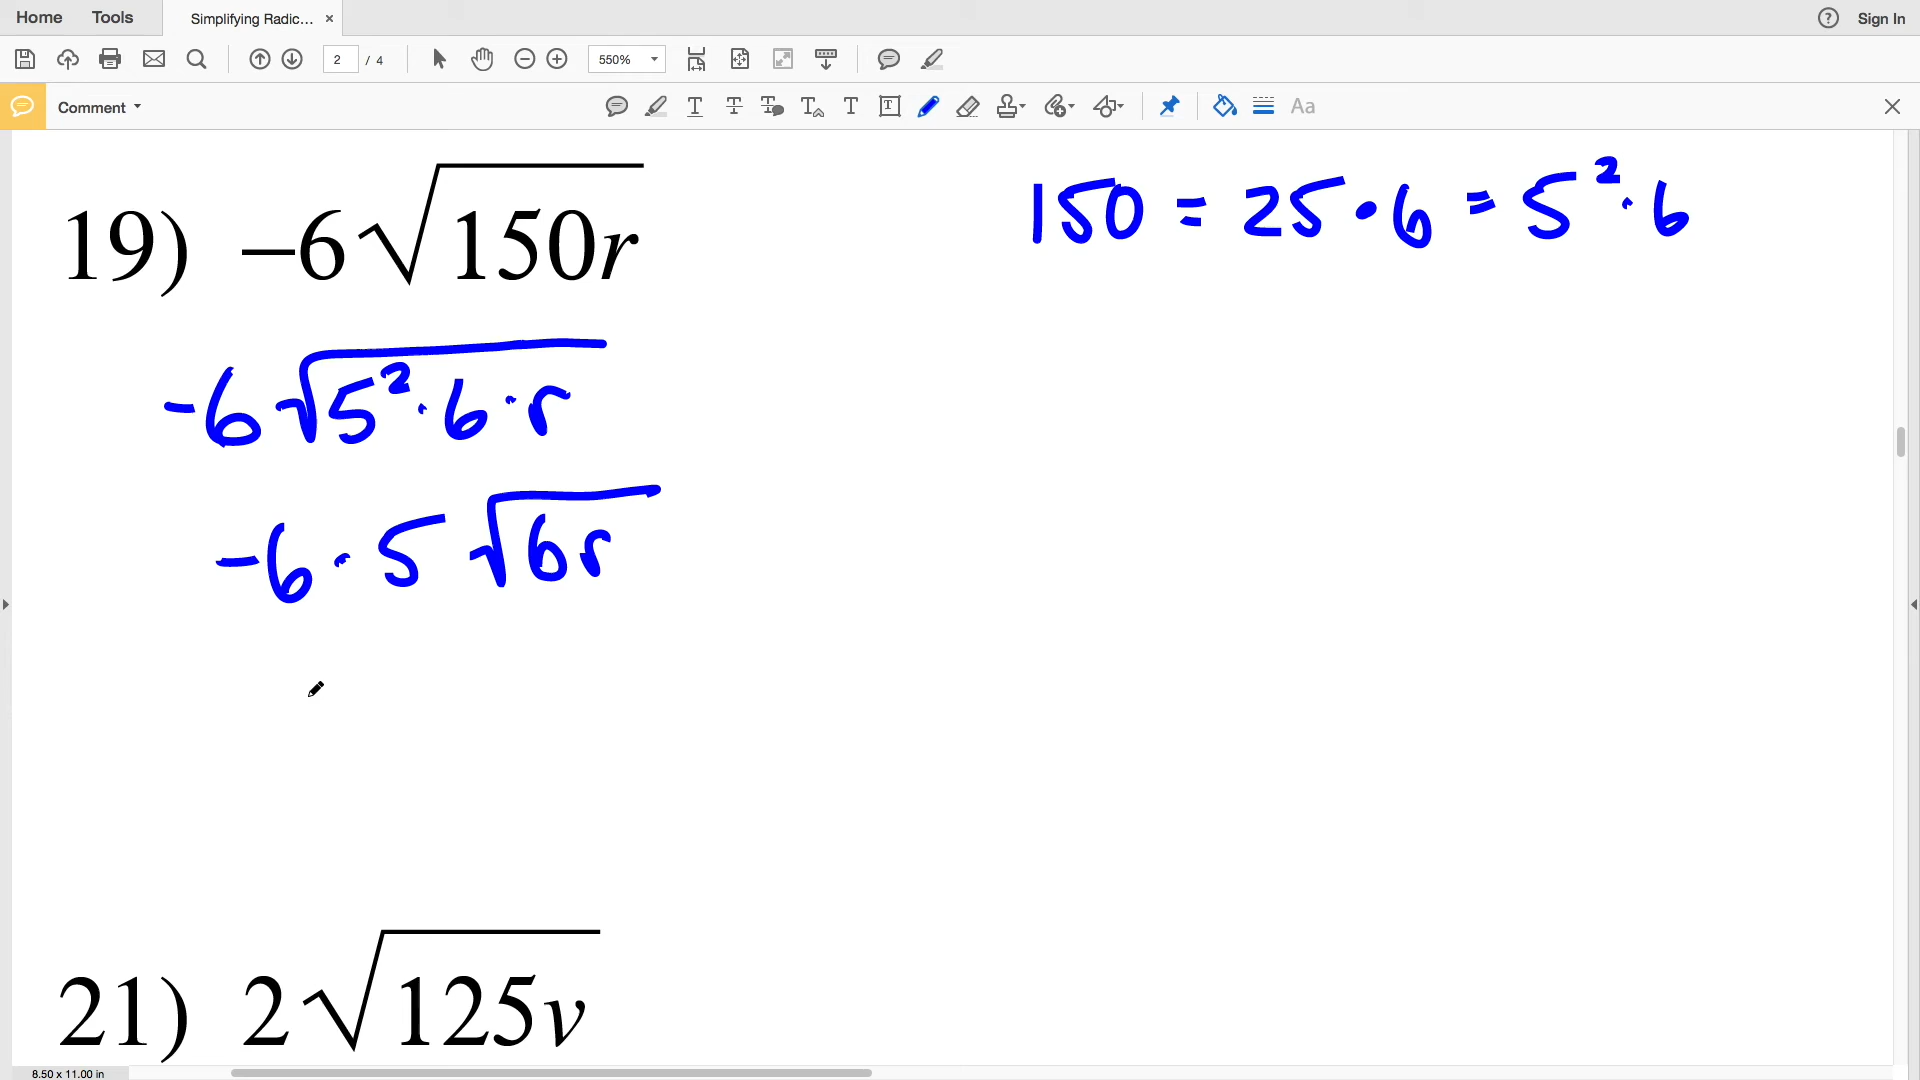 Home Tools Simplifying Radic... × ? Sign In
2 / 4 550%
Comment Aa
19) –6√150r
150 = 25 · 6 = 5² · 6
-6√5² · 6 · r
-6 · 5√6r
21) 2√125v
8.50 x 11.00 in